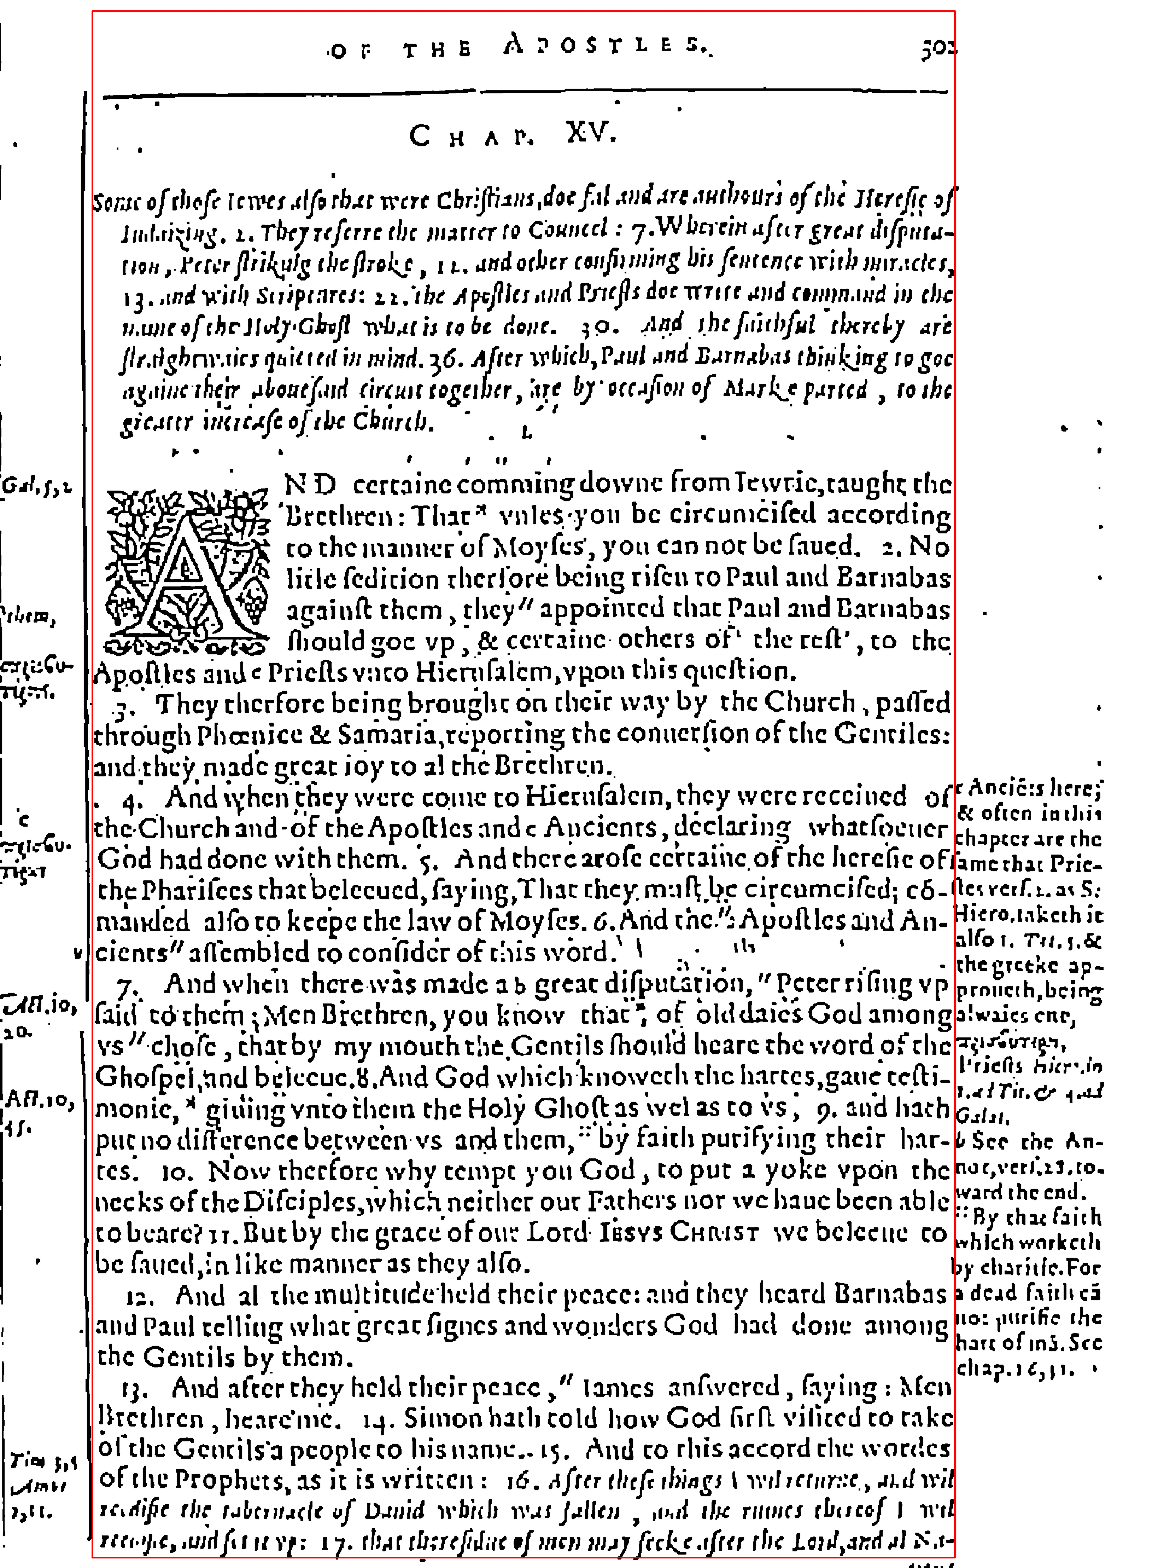 OF THE APOSTLES.
CHAP. XV.
Some of those Iewes also that were Christians, doe fal and are authours of the Heresie of
Iudaizing. 2. They referre the matter to Councel: 7. Wherein after great disputa-
tion, Peter striking the stroke, 12. and other confirming his sentence with miracles,
13. and with Scriptures: 22. the Apostles and Priests doe write and command in the
name of the Holy Ghost what is to be done. 30. And the faithful thereby are
straightwaies quieted in mind. 36. After which, Paul and Barnabas thinking to goe
againe their abouesaid circuit together, are by occasion of Marke parted, to the
greater increase of the Church.
AND certaine comming downe from Iewrie, taught the
Brethren: That * vnles you be circumcised according
to the manner of Moyses, you can not be saued. 2. No
litle sedition therfore being risen to Paul and Barnabas
against them, they" appointed that Paul and Barnabas
should goe vp, & certaine others of the rest, to the
Apostles and c Priests vnto Hierusalem, vpon this question.
3. They therfore being brought on their way by the Church, passed
through Phœnice & Samaria, reporting the conuersion of the Gentiles:
and they made great ioy to al the Brethren.
4. And when they were come to Hierusalem, they were receiued of
the Church and of the Apostles and c Ancients, declaring whatsoeuer
God had done with them. 5. And there arose certaine of the heresie of
the Pharisees that beleeued, saying, That they must be circumcised; cō-
manded also to keepe the law of Moyses. 6. And the Apostles and An-
cients" assembled to consider of this word.
7. And when there was made a b great disputation, " Peter rising vp
said to them; Men Brethren, you know that * of old daies God among
vs" chose, that by my mouth the Gentils should heare the word of the
Ghospel, and beleeue. 8. And God which knoweth the hartes, gaue testi-
monie, * giuing vnto them the Holy Ghost as wel as to vs, 9. and hath
put no difference between vs and them, :: by faith purifying their har-
tes. 10. Now therfore why tempt you God, to put a yoke vpon the
necks of the Disciples, which neither our Fathers nor we haue been able
to beare? 11. But by the grace of our Lord IESVS CHRIST we beleeue to
be saued, in like manner as they also.
12. And al the multitude held their peace: and they heard Barnabas
and Paul telling what great signes and wonders God had done among
the Gentils by them.
13. And after they held their peace, " Iames answered, saying: Men
Brethren, heare me. 14. Simon hath told how God first visited to take
of the Gentils a people to his name. 15. And to this accord the wordes
of the Prophets, as it is written: 16. After these things I wil returne, and wil
reedifie the tabernacle of Dauid which was fallen, and the ruines thereof I wil
reedifie, and set it vp: 17. that the residue of men may seeke after the Lord, and al Na-
Gal. 5, 2
them,
Act. 10,
20.
Act. 10,
45.
c Anciēts here,
& often in this
chapter are the
same that Prie-
stes vers. 2. as S.
Hiero. taketh it
also 1. Tit. 5. &
the greeke ap-
proueth, being
alwaies one,
Priests Hier. in
Galat.
b See the An-
not, vers. 28. to-
ward the end.
:: By that faith
which worketh
by charitie. For
a dead faith cā
not purifie the
hart of mā. See
chap. 16, 31.